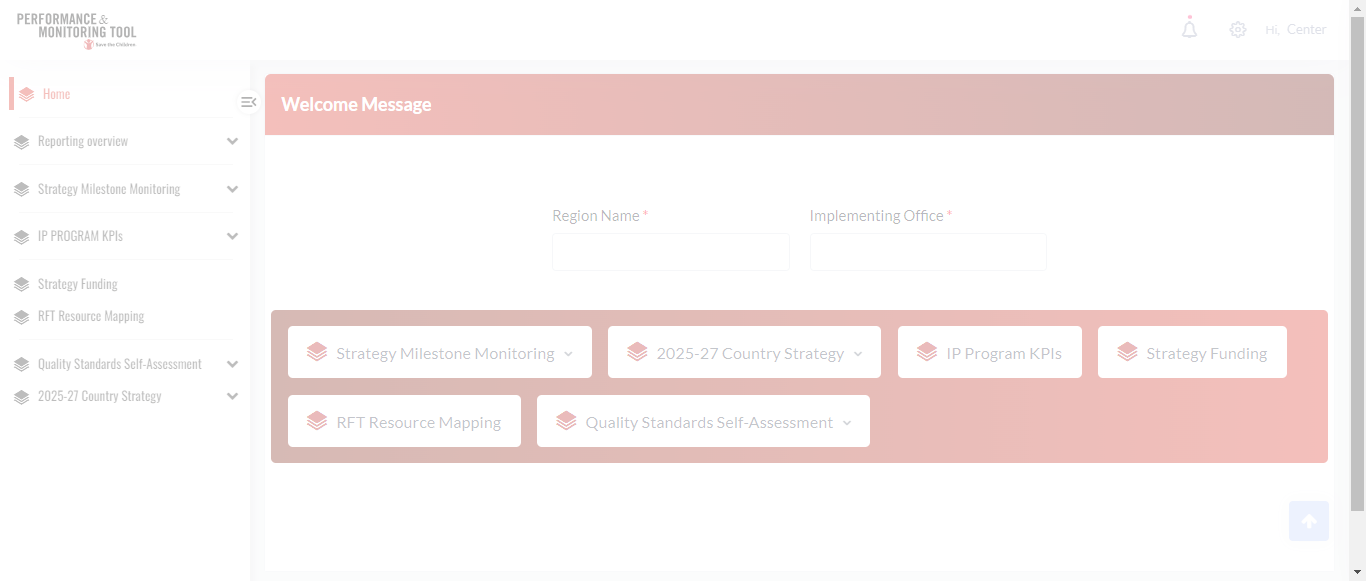 PERFORMANCE &
MONITORING TOOL
Save the Children
Hi, Center
Home
Reporting overview
Strategy Milestone Monitoring
IP PROGRAM KPIs
Strategy Funding
RFT Resource Mapping
Quality Standards Self-Assessment
2025-27 Country Strategy
Welcome Message
Region Name * Implementing Office *
Strategy Milestone Monitoring 2025-27 Country Strategy IP Program KPIs Strategy Funding
RFT Resource Mapping Quality Standards Self-Assessment